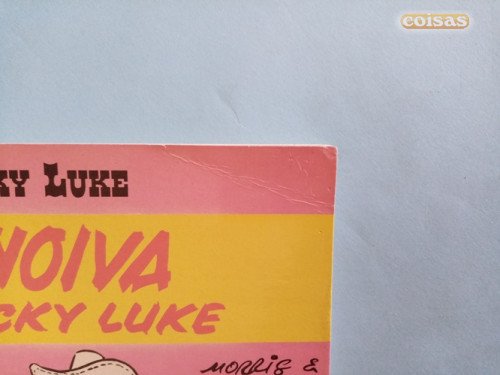 coisas
KY LUKE
NOIVA
CKY LUKE
MORRIS &